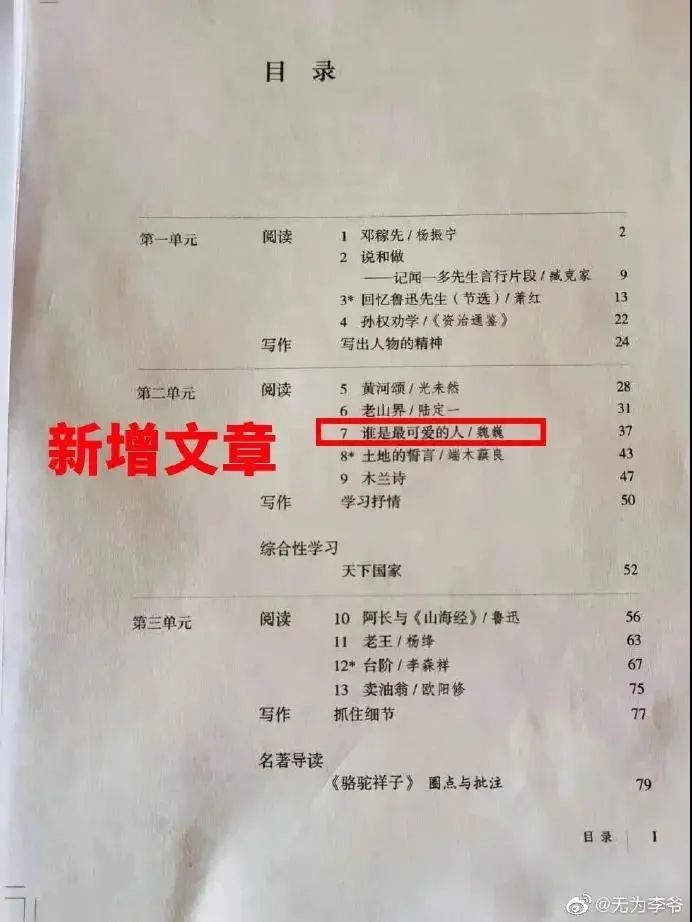 目 录
第一单元 阅读 1 邓稼先 / 杨振宁 2
2 说和做
——记闻一多先生言行片段 / 臧克家 9
3* 回忆鲁迅先生（节选）/ 萧红 13
4 孙权劝学 /《资治通鉴》 22
写作 写出人物的精神 24
第二单元 阅读 5 黄河颂 / 光未然 28
6 老山界 / 陆定一 31
7 谁是最可爱的人 / 魏巍 37
新增文章
8* 土地的誓言 / 端木蕻良 43
9 木兰诗 47
写作 学习抒情 50
综合性学习
天下国家 52
第三单元 阅读 10 阿长与《山海经》/ 鲁迅 56
11 老王 / 杨绛 63
12* 台阶 / 李森祥 67
13 卖油翁 / 欧阳修 75
写作 抓住细节 77
名著导读
《骆驼祥子》 圈点与批注 79
目录 | 1
@无为李爷